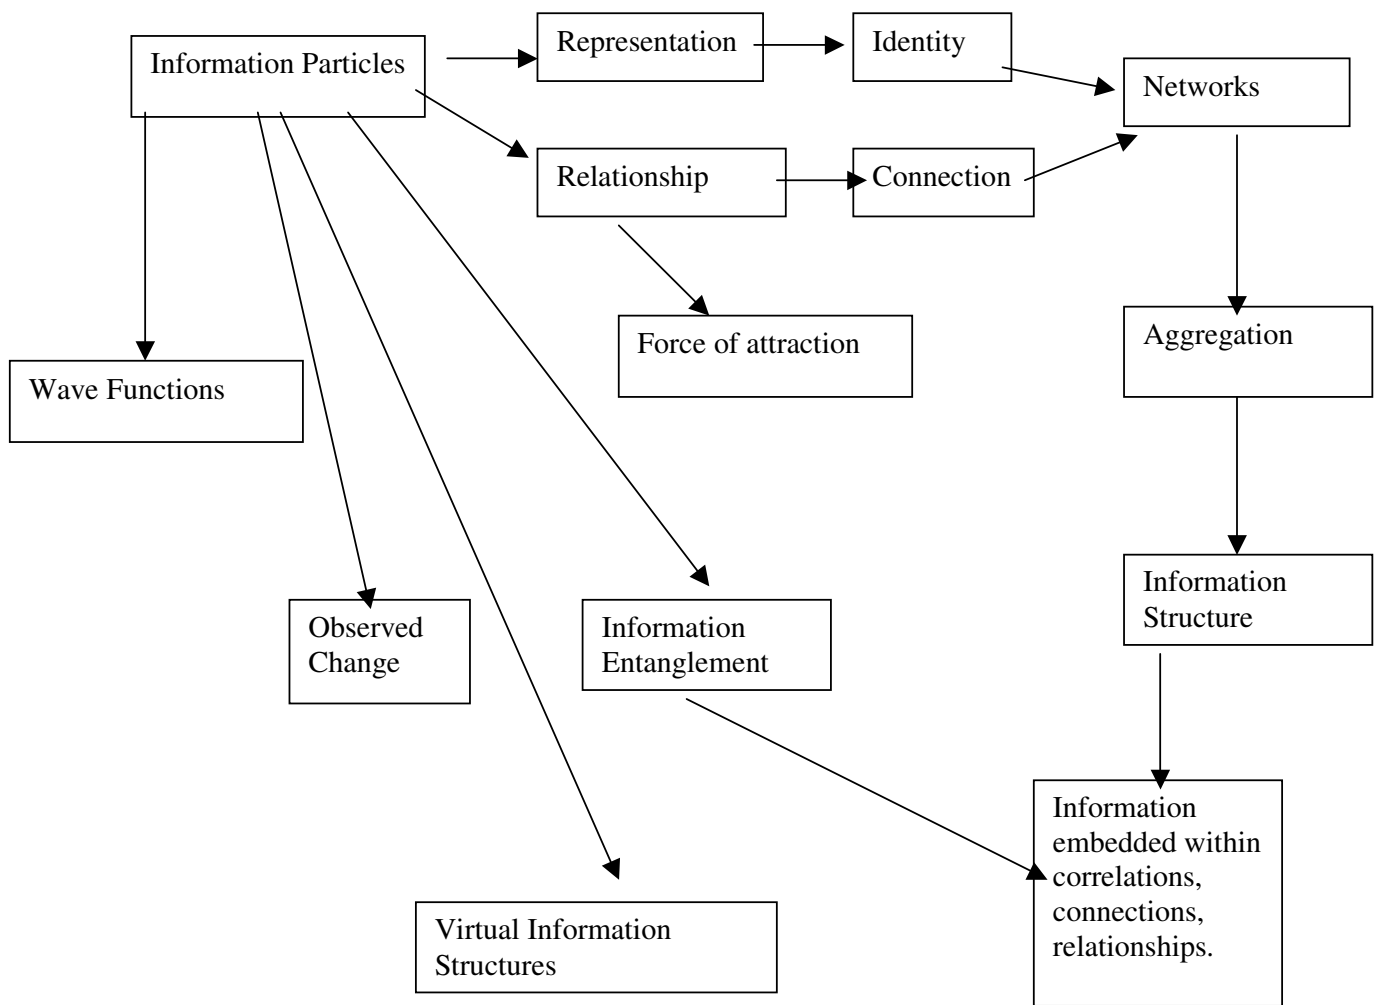 Representation
Identity
Information Particles
Networks
Relationship
Connection
Force of attraction
Aggregation
Wave Functions
Information
Structure
Observed
Change
Information
Entanglement
Information
embedded within
correlations,
connections,
relationships.
Virtual Information
Structures